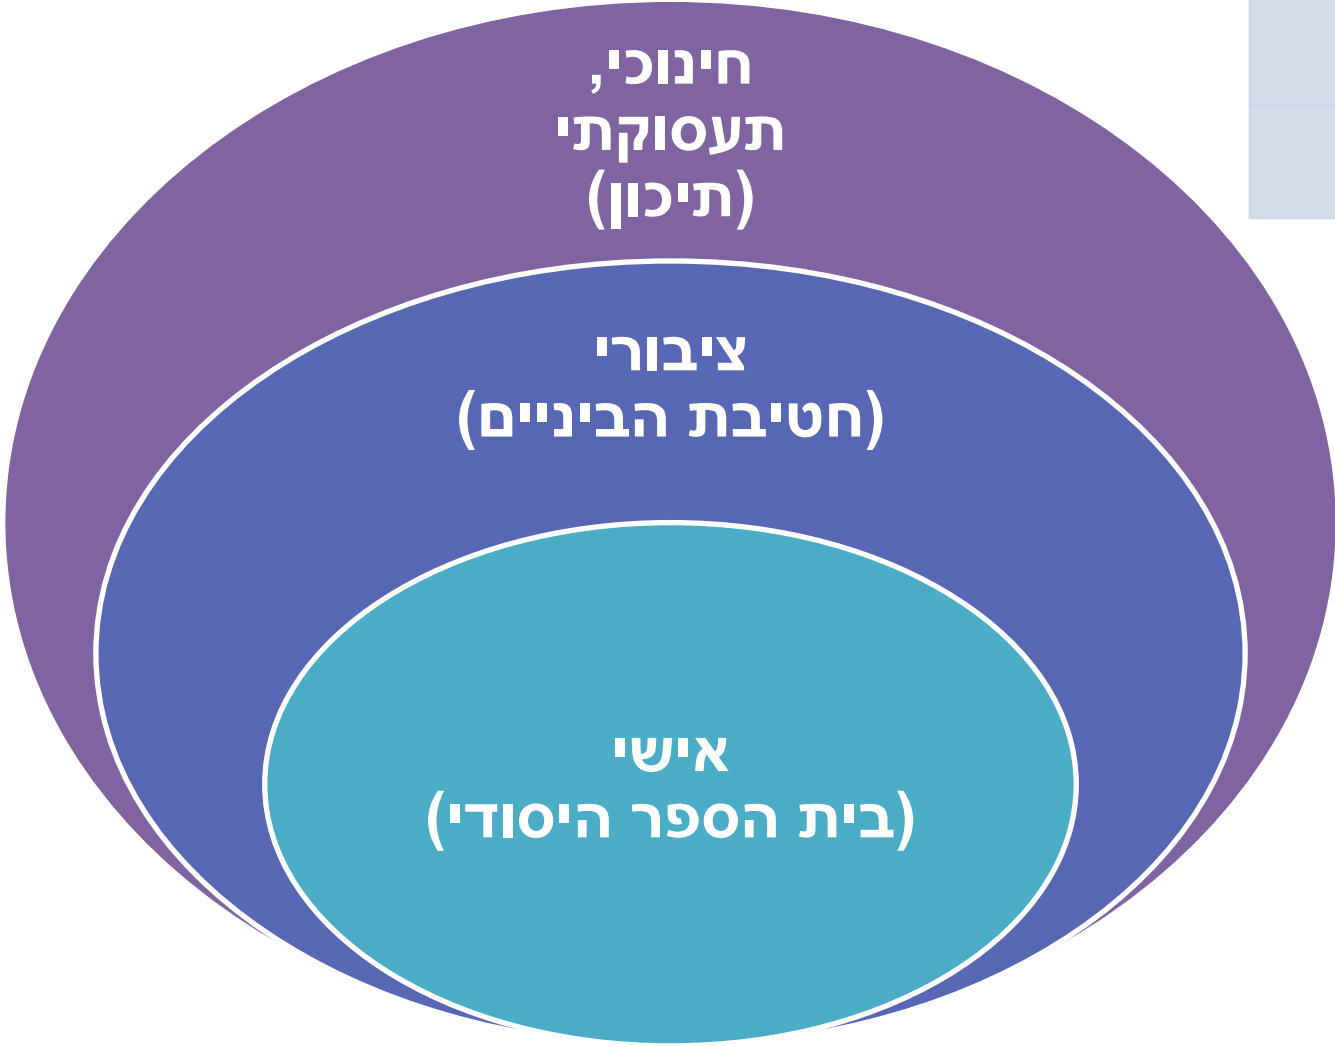 חינוכי,
תעסוקתי
(תיכון)
ציבורי
(חטיבת הביניים)
אישי
(בית הספר היסודי)